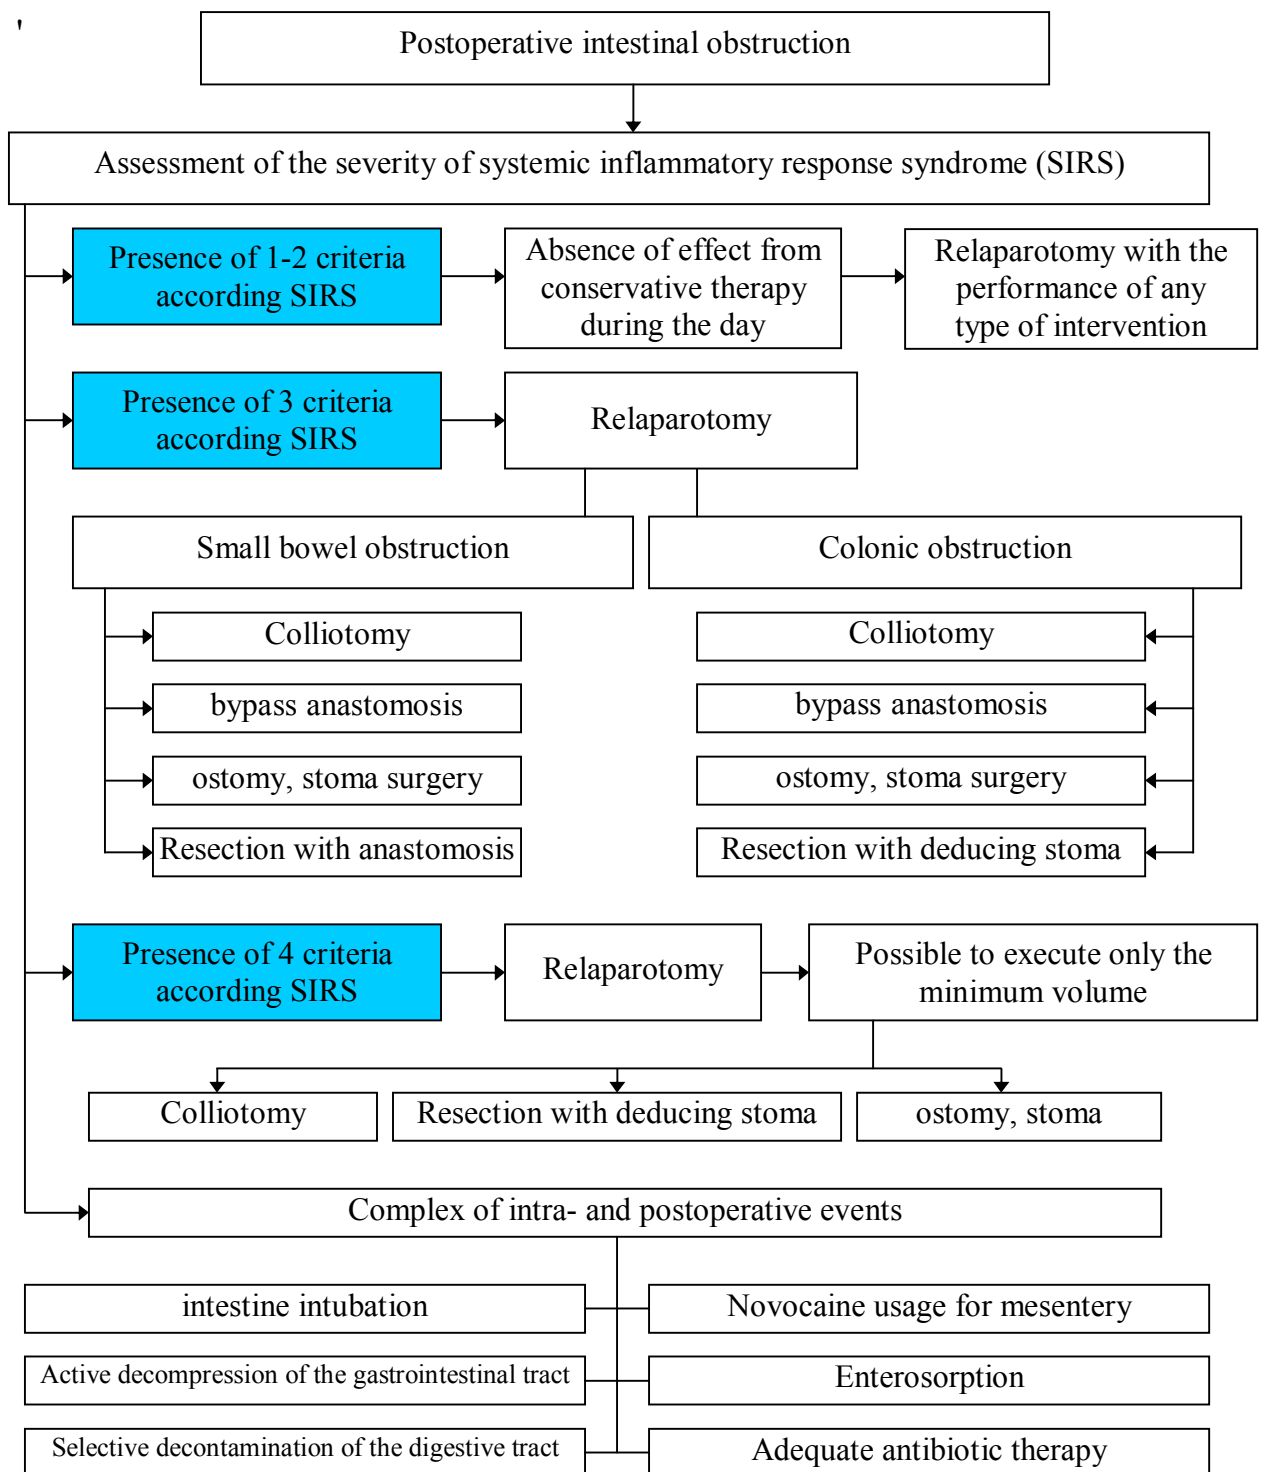 Postoperative intestinal obstruction
Assessment of the severity of systemic inflammatory response syndrome (SIRS)
Presence of 1-2 criteria
according SIRS
Absence of effect from
conservative therapy
during the day
Relaparotomy with the
performance of any
type of intervention
Presence of 3 criteria
according SIRS
Relaparotomy
Small bowel obstruction
Colonic obstruction
Colliotomy
Colliotomy
bypass anastomosis
bypass anastomosis
ostomy, stoma surgery
ostomy, stoma surgery
Resection with anastomosis
Resection with deducing stoma
Presence of 4 criteria
according SIRS
Relaparotomy
Possible to execute only the
minimum volume
Colliotomy
Resection with deducing stoma
ostomy, stoma
Complex of intra- and postoperative events
intestine intubation
Novocaine usage for mesentery
Active decompression of the gastrointestinal tract
Enterosorption
Selective decontamination of the digestive tract
Adequate antibiotic therapy